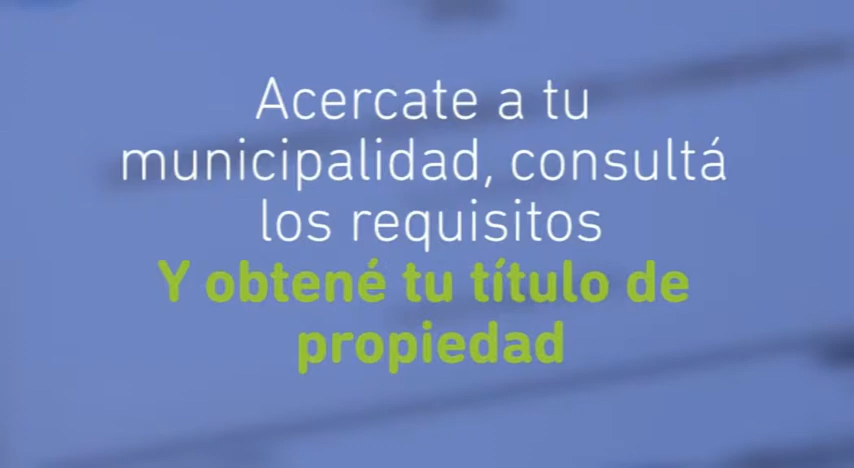 Acercate a tu
municipalidad, consultá
los requisitos
Y obtené tu título de
propiedad